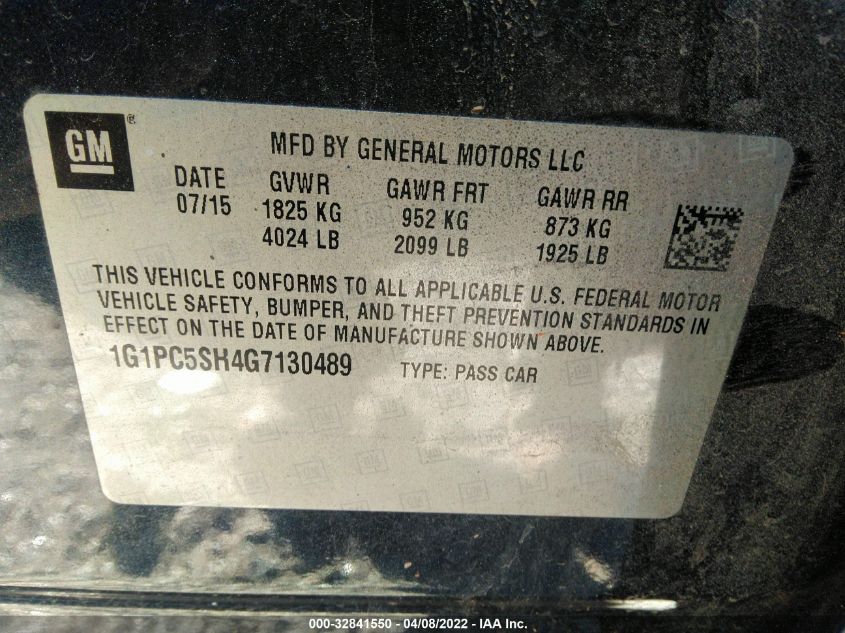 GM
®
MFD BY GENERAL MOTORS LLC
DATE GVWR GAWR FRT GAWR RR
07/15 1825 KG 952 KG 873 KG
4024 LB 2099 LB 1925 LB
THIS VEHICLE CONFORMS TO ALL APPLICABLE U.S. FEDERAL MOTOR
VEHICLE SAFETY, BUMPER, AND THEFT PREVENTION STANDARDS IN
EFFECT ON THE DATE OF MANUFACTURE SHOWN ABOVE.
1G1PC5SH4G7130489 TYPE: PASS CAR
000-32841550 - 04/08/2022 - IAA Inc.